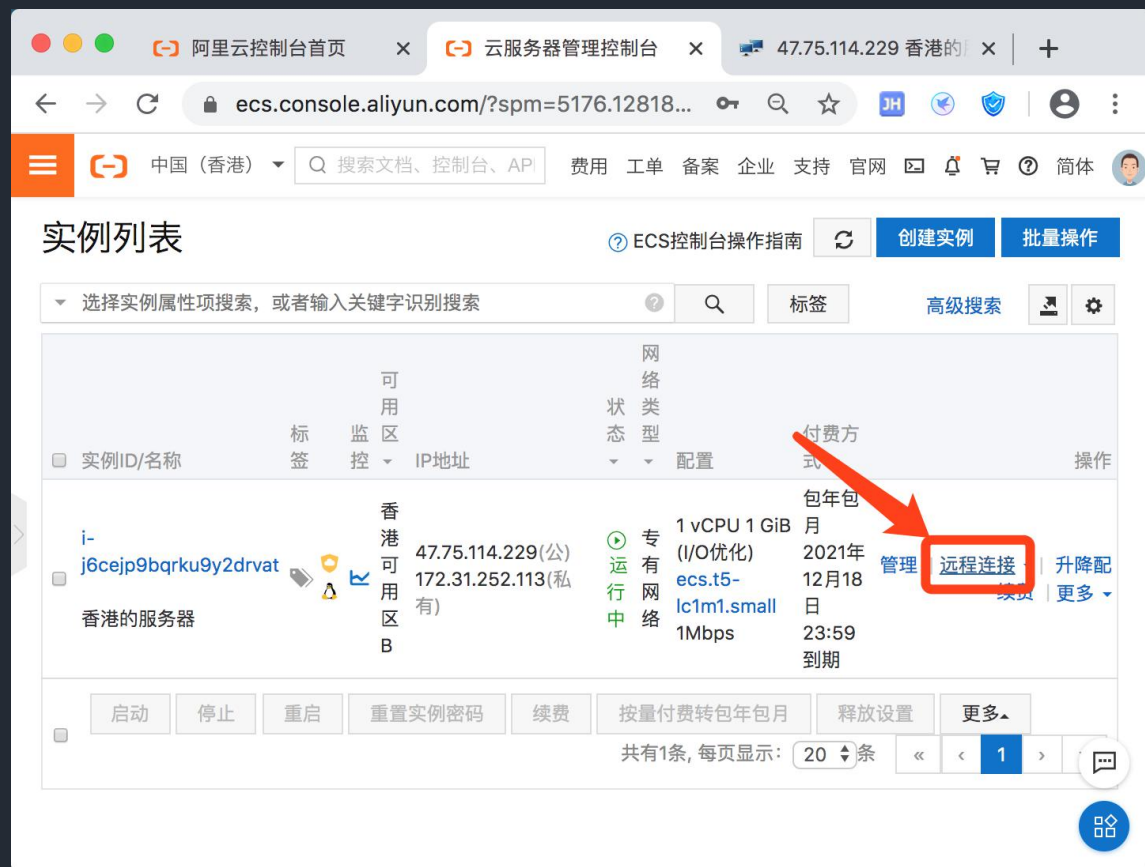 阿里云控制台首页
云服务器管理控制台
47.75.114.229 香港的
ecs.console.aliyun.com/?spm=5176.12818...
JH
中国（香港）
搜索文档、控制台、API
费用 工单 备案 企业 支持 官网 简体
实例列表
ECS控制台操作指南
创建实例
批量操作
选择实例属性项搜索，或者输入关键字识别搜索
标签
高级搜索
实例ID/名称
标签
监控
可用区
IP地址
状态
网络类型
配置
付费方式
操作
i-
j6cejp9bqrku9y2drvat
香港的服务器
香港可用区B
47.75.114.229(公)
172.31.252.113(私
有)
运行中
专有网络
1 vCPU 1 GiB
(I/O优化)
ecs.t5-
lc1m1.small
1Mbps
包年包
月
2021年
12月18
日
23:59
到期
管理 | 远程连接 | 升降配
续费 | 更多
启动
停止
重启
重置实例密码
续费
按量付费转包年包月
释放设置
更多
共有1条, 每页显示: 20 条 « ‹ 1 ›